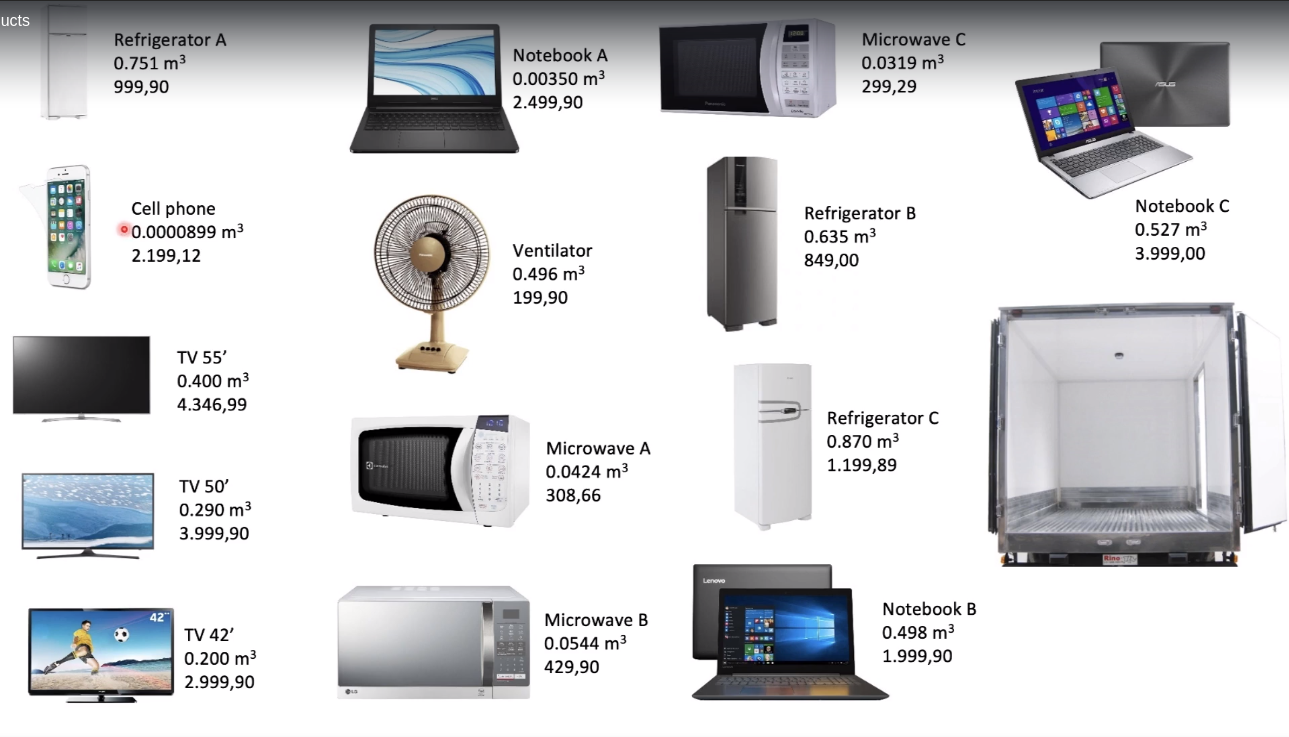 ucts
Refrigerator A
0.751 m³
999,90
Notebook A
0.00350 m³
2.499,90
Microwave C
0.0319 m³
299,29
Notebook C
0.527 m³
3.999,00
Cell phone
0.0000899 m³
2.199,12
Ventilator
0.496 m³
199,90
Refrigerator B
0.635 m³
849,00
TV 55’
0.400 m³
4.346,99
Microwave A
0.0424 m³
308,66
Refrigerator C
0.870 m³
1.199,89
TV 50’
0.290 m³
3.999,90
42"
TV 42’
0.200 m³
2.999,90
Microwave B
0.0544 m³
429,90
LG
Lenovo
Notebook B
0.498 m³
1.999,90
ASUS
Panasonic